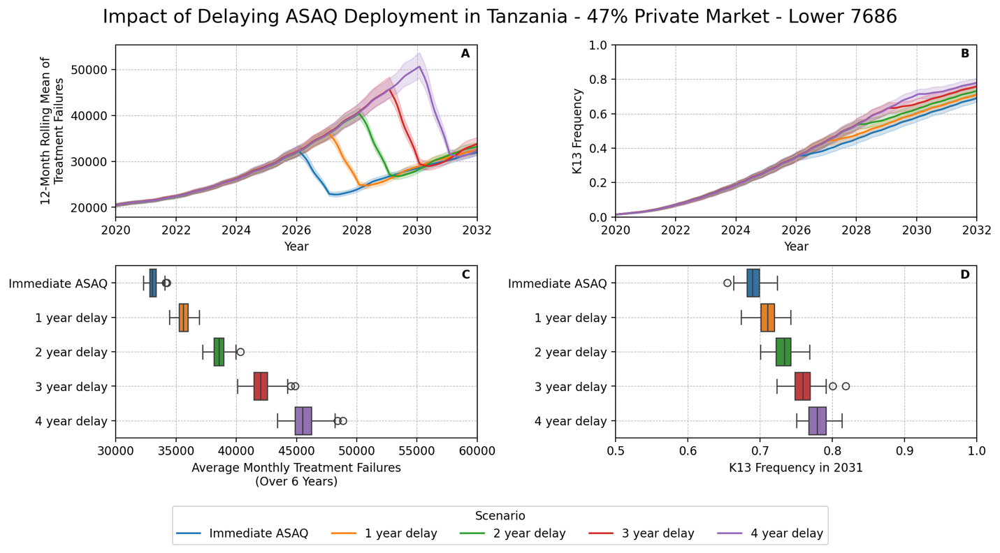 Impact of Delaying ASAQ Deployment in Tanzania - 47% Private Market - Lower 7686
12-Month Rolling Mean of
Treatment Failures
50000
40000
30000
20000
A
2020 2022 2024 2026 2028 2030 2032
Year
K13 Frequency
1.0
0.8
0.6
0.4
0.2
0.0
B
2020 2022 2024 2026 2028 2030 2032
Year
C
Immediate ASAQ
1 year delay
2 year delay
3 year delay
4 year delay
30000 35000 40000 45000 50000 55000 60000
Average Monthly Treatment Failures
(Over 6 Years)
D
Immediate ASAQ
1 year delay
2 year delay
3 year delay
4 year delay
0.5 0.6 0.7 0.8 0.9 1.0
K13 Frequency in 2031
Scenario
Immediate ASAQ 1 year delay 2 year delay 3 year delay 4 year delay